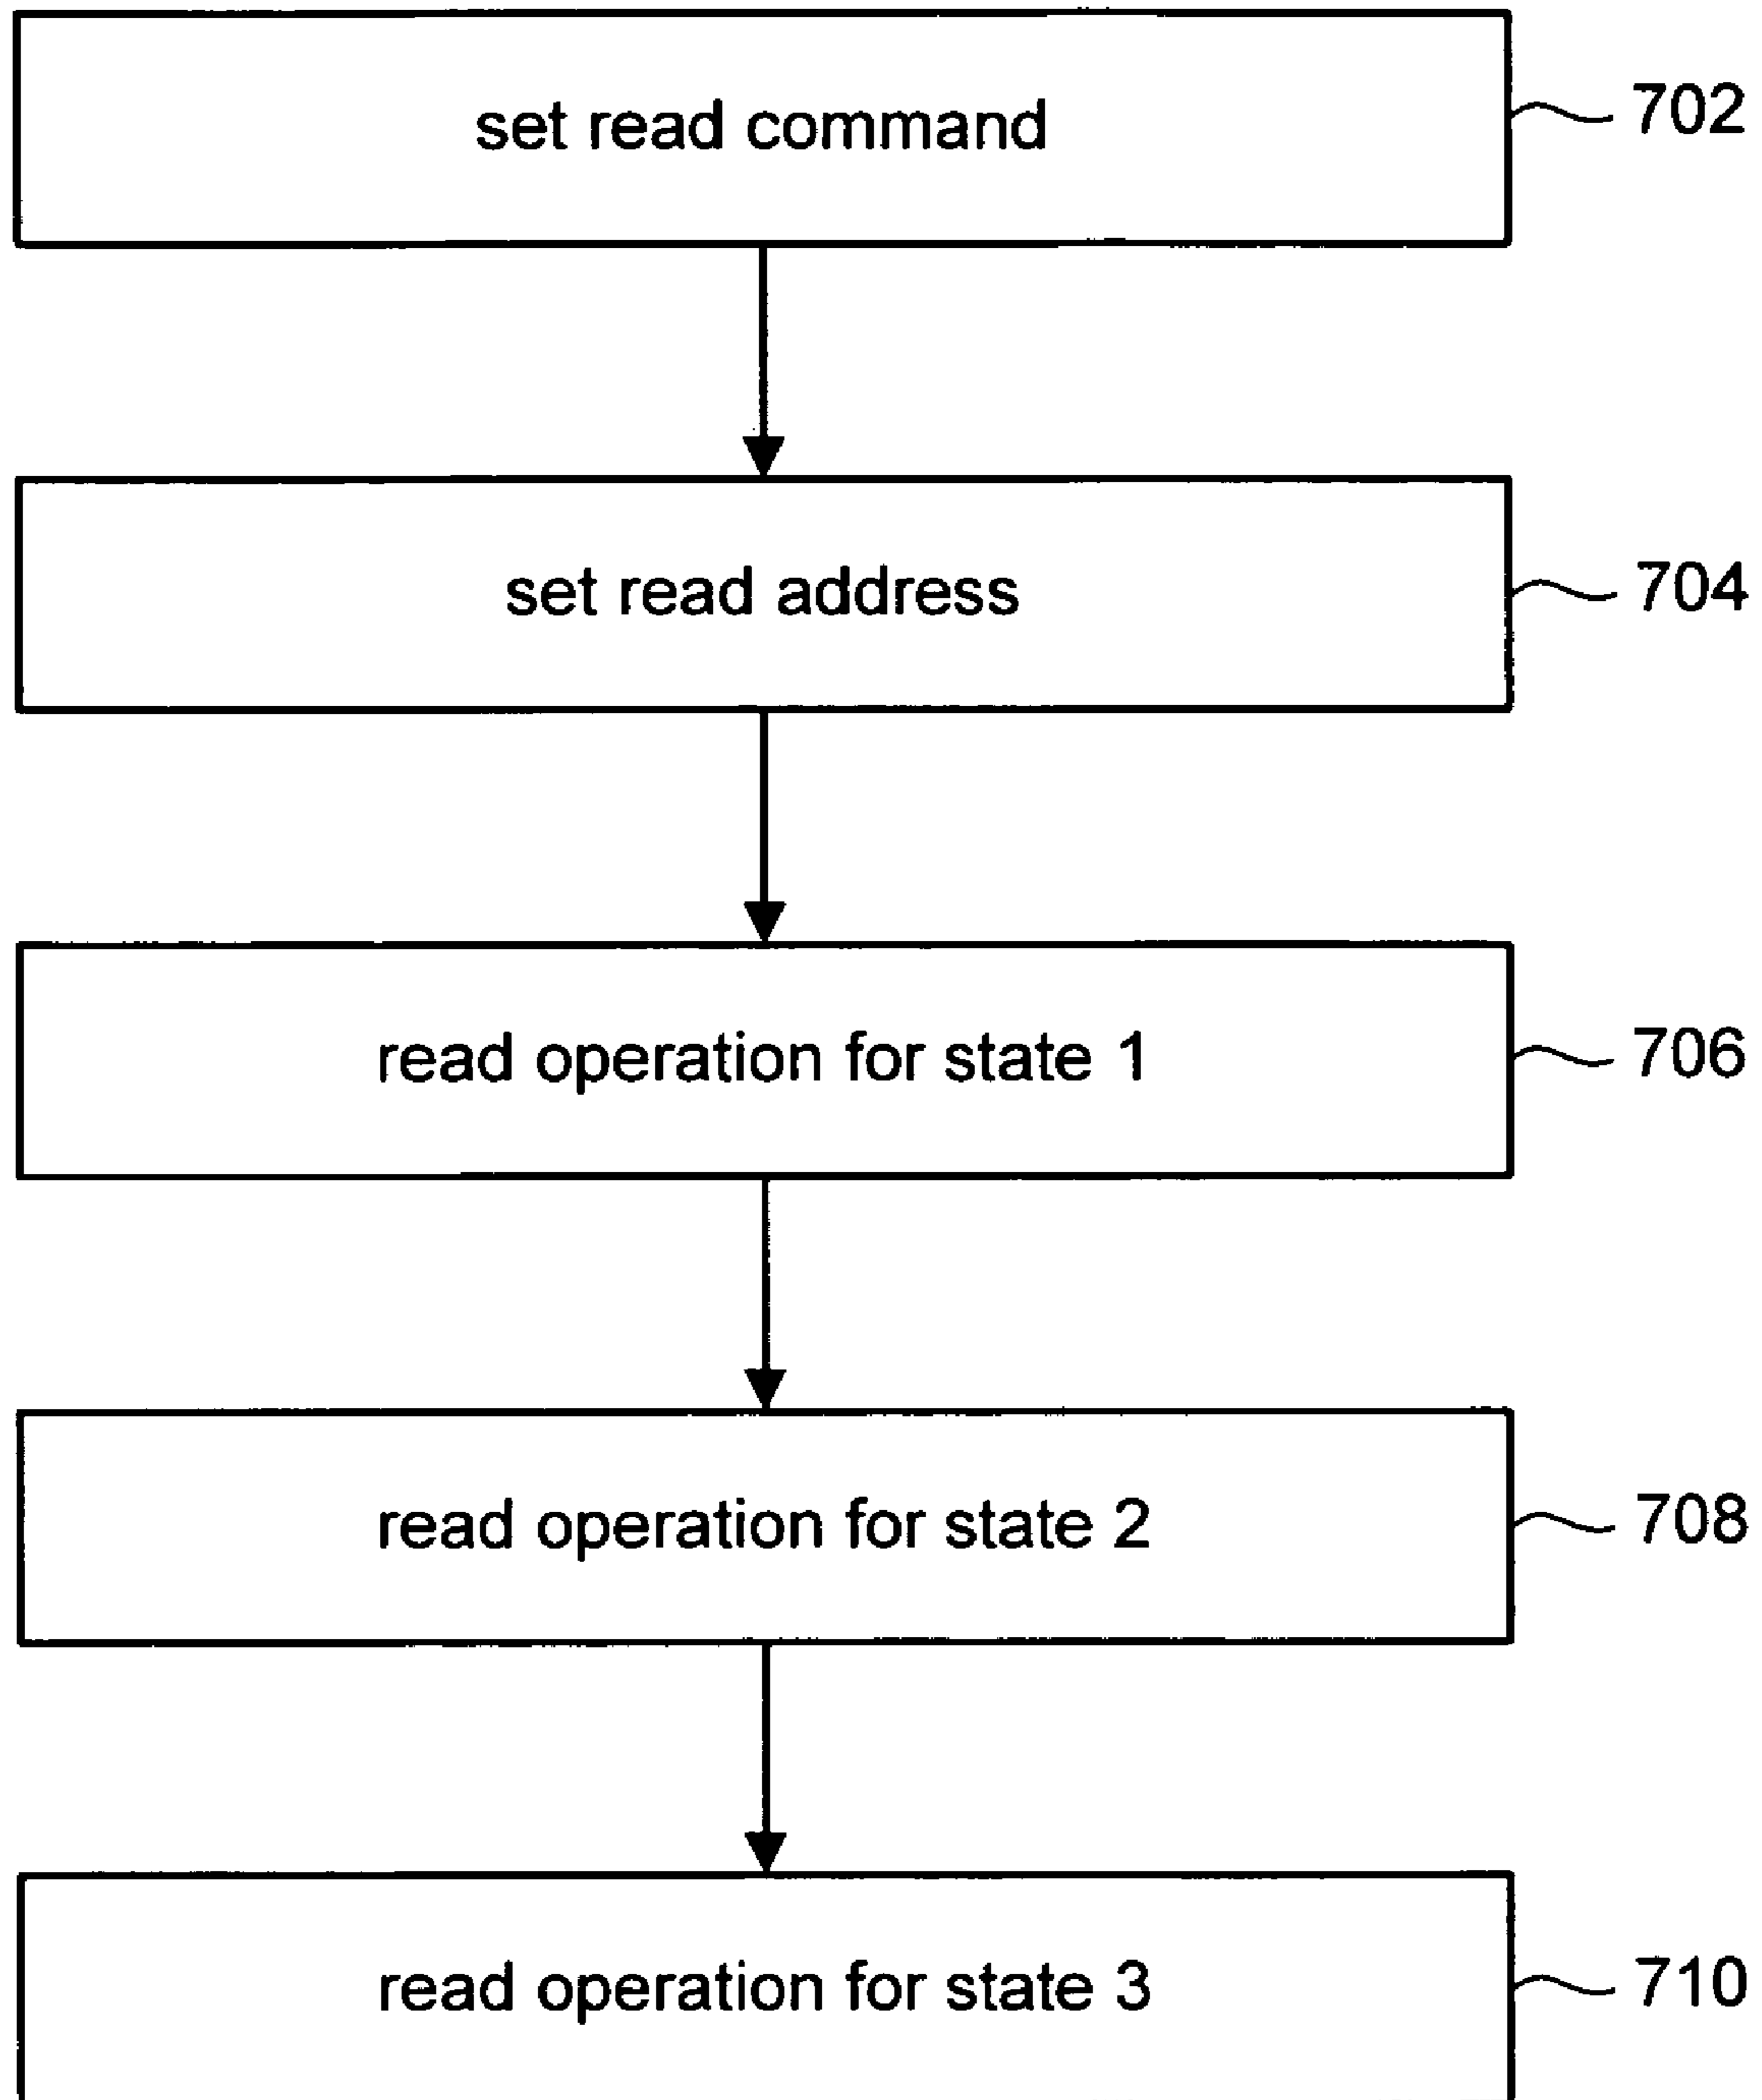 set read command
702
set read address
704
read operation for state 1
706
read operation for state 2
708
read operation for state 3
710